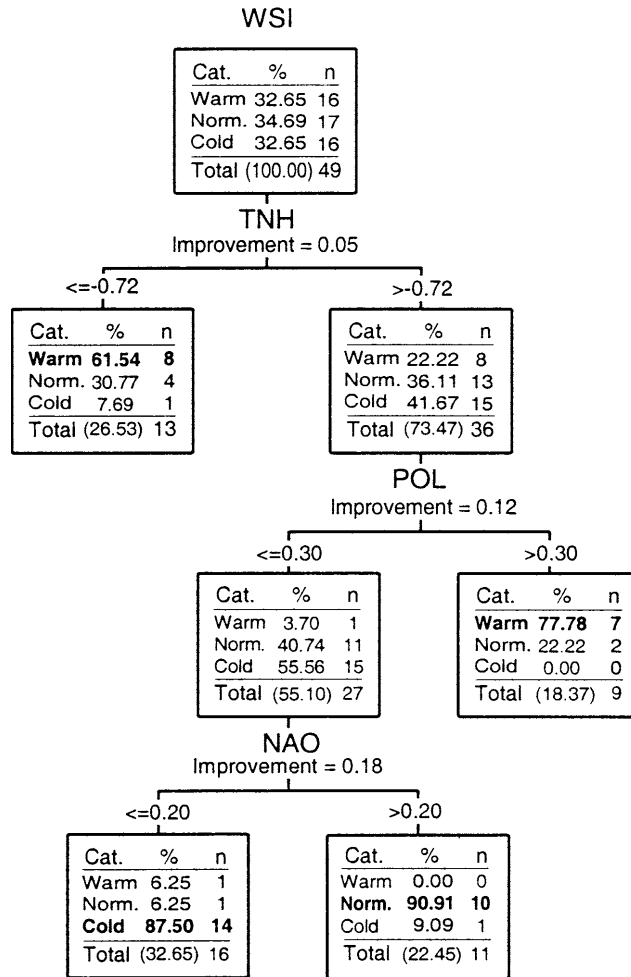 WSI
Cat. % n
Warm 32.65 16
Norm. 34.69 17
Cold 32.65 16
Total (100.00) 49
TNH
Improvement = 0.05
<=-0.72
>-0.72
Cat. % n
Warm 61.54 8
Norm. 30.77 4
Cold 7.69 1
Total (26.53) 13
Cat. % n
Warm 22.22 8
Norm. 36.11 13
Cold 41.67 15
Total (73.47) 36
POL
Improvement = 0.12
<=0.30
>0.30
Cat. % n
Warm 3.70 1
Norm. 40.74 11
Cold 55.56 15
Total (55.10) 27
Cat. % n
Warm 77.78 7
Norm. 22.22 2
Cold 0.00 0
Total (18.37) 9
NAO
Improvement = 0.18
<=0.20
>0.20
Cat. % n
Warm 6.25 1
Norm. 6.25 1
Cold 87.50 14
Total (32.65) 16
Cat. % n
Warm 0.00 0
Norm. 90.91 10
Cold 9.09 1
Total (22.45) 11